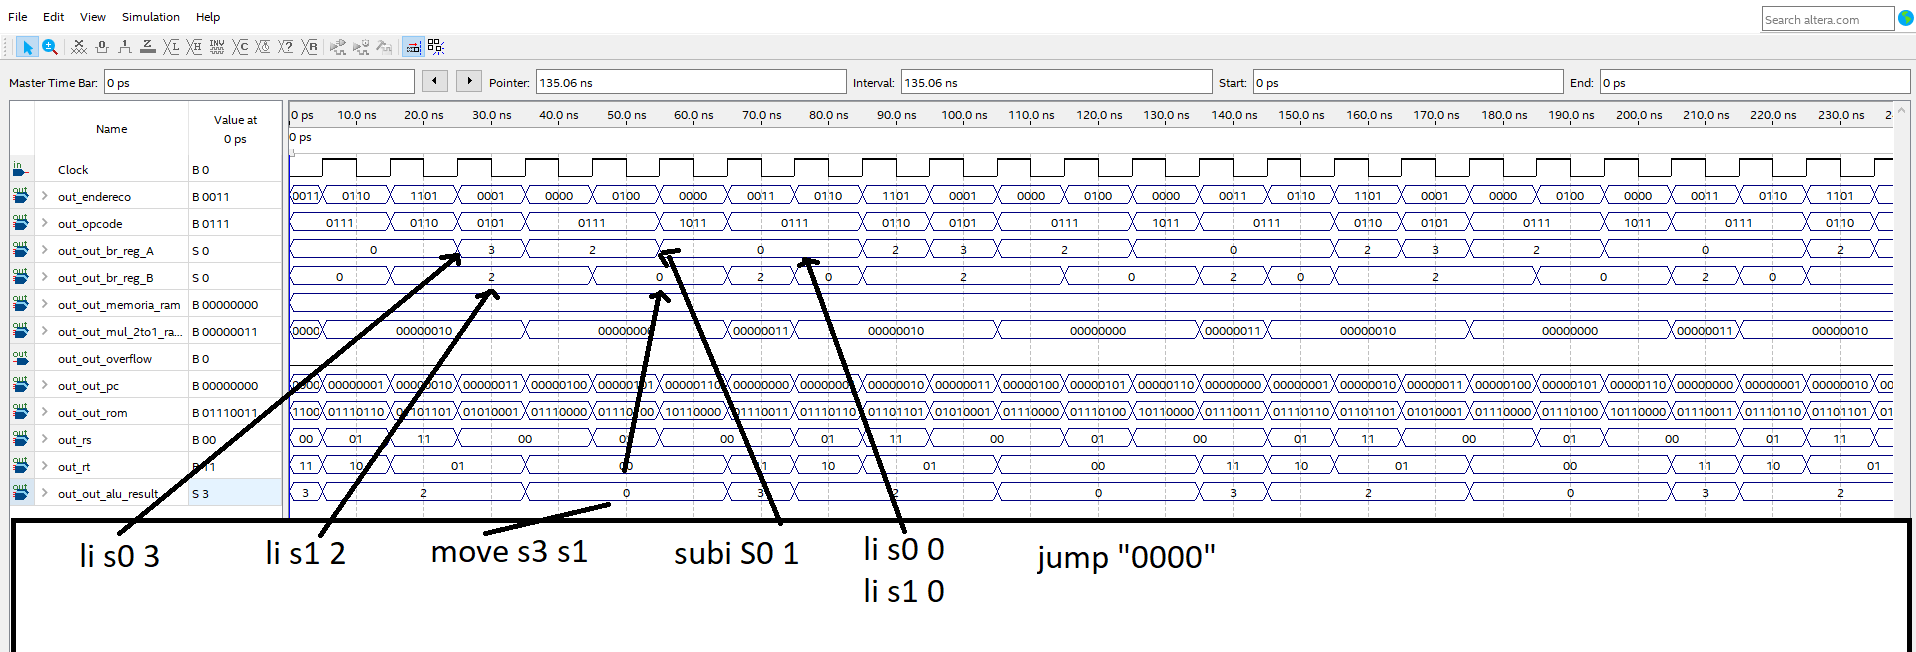 File Edit View Simulation Help
Search altera.com
Master Time Bar: 0 ps Pointer: 135.06 ns Interval: 135.06 ns Start: 0 ps End: 0 ps
Name Value at 0 ps
0 ps 10.0 ns 20.0 ns 30.0 ns 40.0 ns 50.0 ns 60.0 ns 70.0 ns 80.0 ns 90.0 ns 100.0 ns 110.0 ns 120.0 ns 130.0 ns 140.0 ns 150.0 ns 160.0 ns 170.0 ns 180.0 ns 190.0 ns 200.0 ns 210.0 ns 220.0 ns 230.0 ns 2
0 ps
in Clock B 0
out out_endereco B 0011 0011 0110 1101 0001 0000 0100 0000 0011 0110 1101 0001 0000 0100 0000 0011 0110 1101 0001 0000 0100 0000 0011 0110 1101
out out_opcode B 0111 0111 0110 0101 0111 1011 0111 0110 0101 0111 1011 0111 0110 0101 0111 1011 0111 0110
out out_out_br_reg_A S 0 0 3 2 0 2 3 2 0 2 3 2 0 2
out out_out_br_reg_B S 0 0 2 0 2 0 2 0 2 0 2 0 2 0
out out_out_memoria_ram B 00000000
out out_out_mul_2to1_ra... B 00000011 0000 00000010 0000000 00000011 00000010 00000000 00000011 00000010 00000000 00000011 00000010
out out_out_overflow B 0
out out_out_pc B 00000000 00000001 00000010 00000011 00000100 00000110 00000000 00000010 00000011 00000100 00000101 00000110 00000000 00000001 00000010 00000011 00000100 00000101 00000110 00000000 00000001 00000010 00
out out_out_rom B 01110011 1100 01110110 01010001 01110000 10110000 01110011 01110110 01101101 01010001 01110000 01110100 10110000 01110011 01110110 01101101 01010001 01110000 01110100 10110000 01110011 01110110 01101101 01
out out_rs B 00 00 01 11 00 00 01 11 00 01 00 01 11 00 01 00 01 11
out out_rt 11 10 01 10 01 00 11 10 01 00 11 10 01
out out_out_alu_result S 3 3 2 0 0 3 2 0 3 2
li s0 3 li s1 2 move s3 s1 subi S0 1 li s0 0 jump "0000"
li s1 0